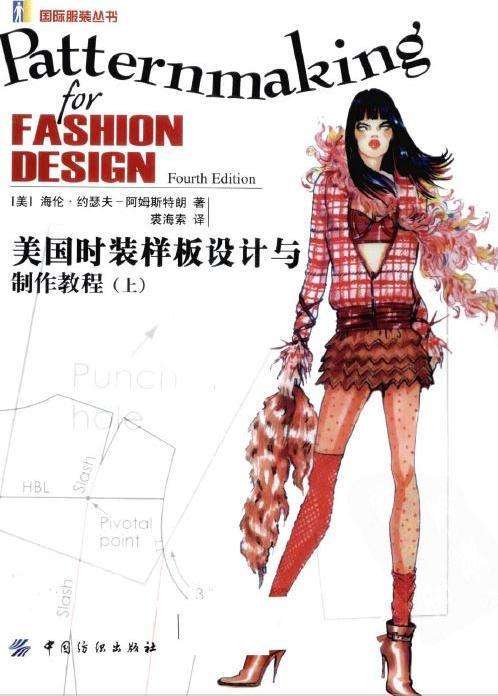 国际服装丛书
Patternmaking
for
FASHION
DESIGN
Fourth Edition
[美] 海伦·约瑟夫-阿姆斯特朗 著
裘海索 译
美国时装样板设计与
制作教程(上)
Punch
hole
HBL
Slash
Pivotal
point
3"
Slash
中国纺织出版社